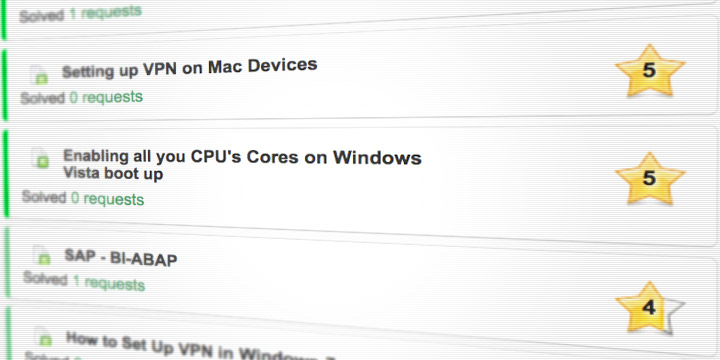 Solved 1 requests
Setting up VPN on Mac Devices
5
Solved 0 requests
Enabling all you CPU's Cores on Windows
Vista boot up
5
Solved 0 requests
SAP - BI-ABAP
Solved 1 requests
4
How to Set Up VPN in Windows
Solved